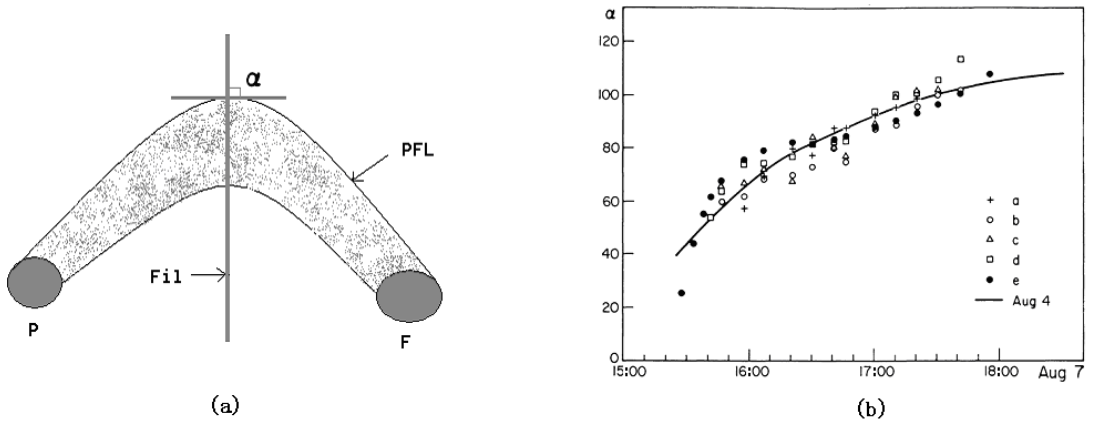 α
PFL
Fil
P
F
(a)
α
120
100
80
60
40
20
0
+ a
○ b
△ c
□ d
● e
— Aug 4
15:00 16:00 17:00 18:00 Aug 7
(b)